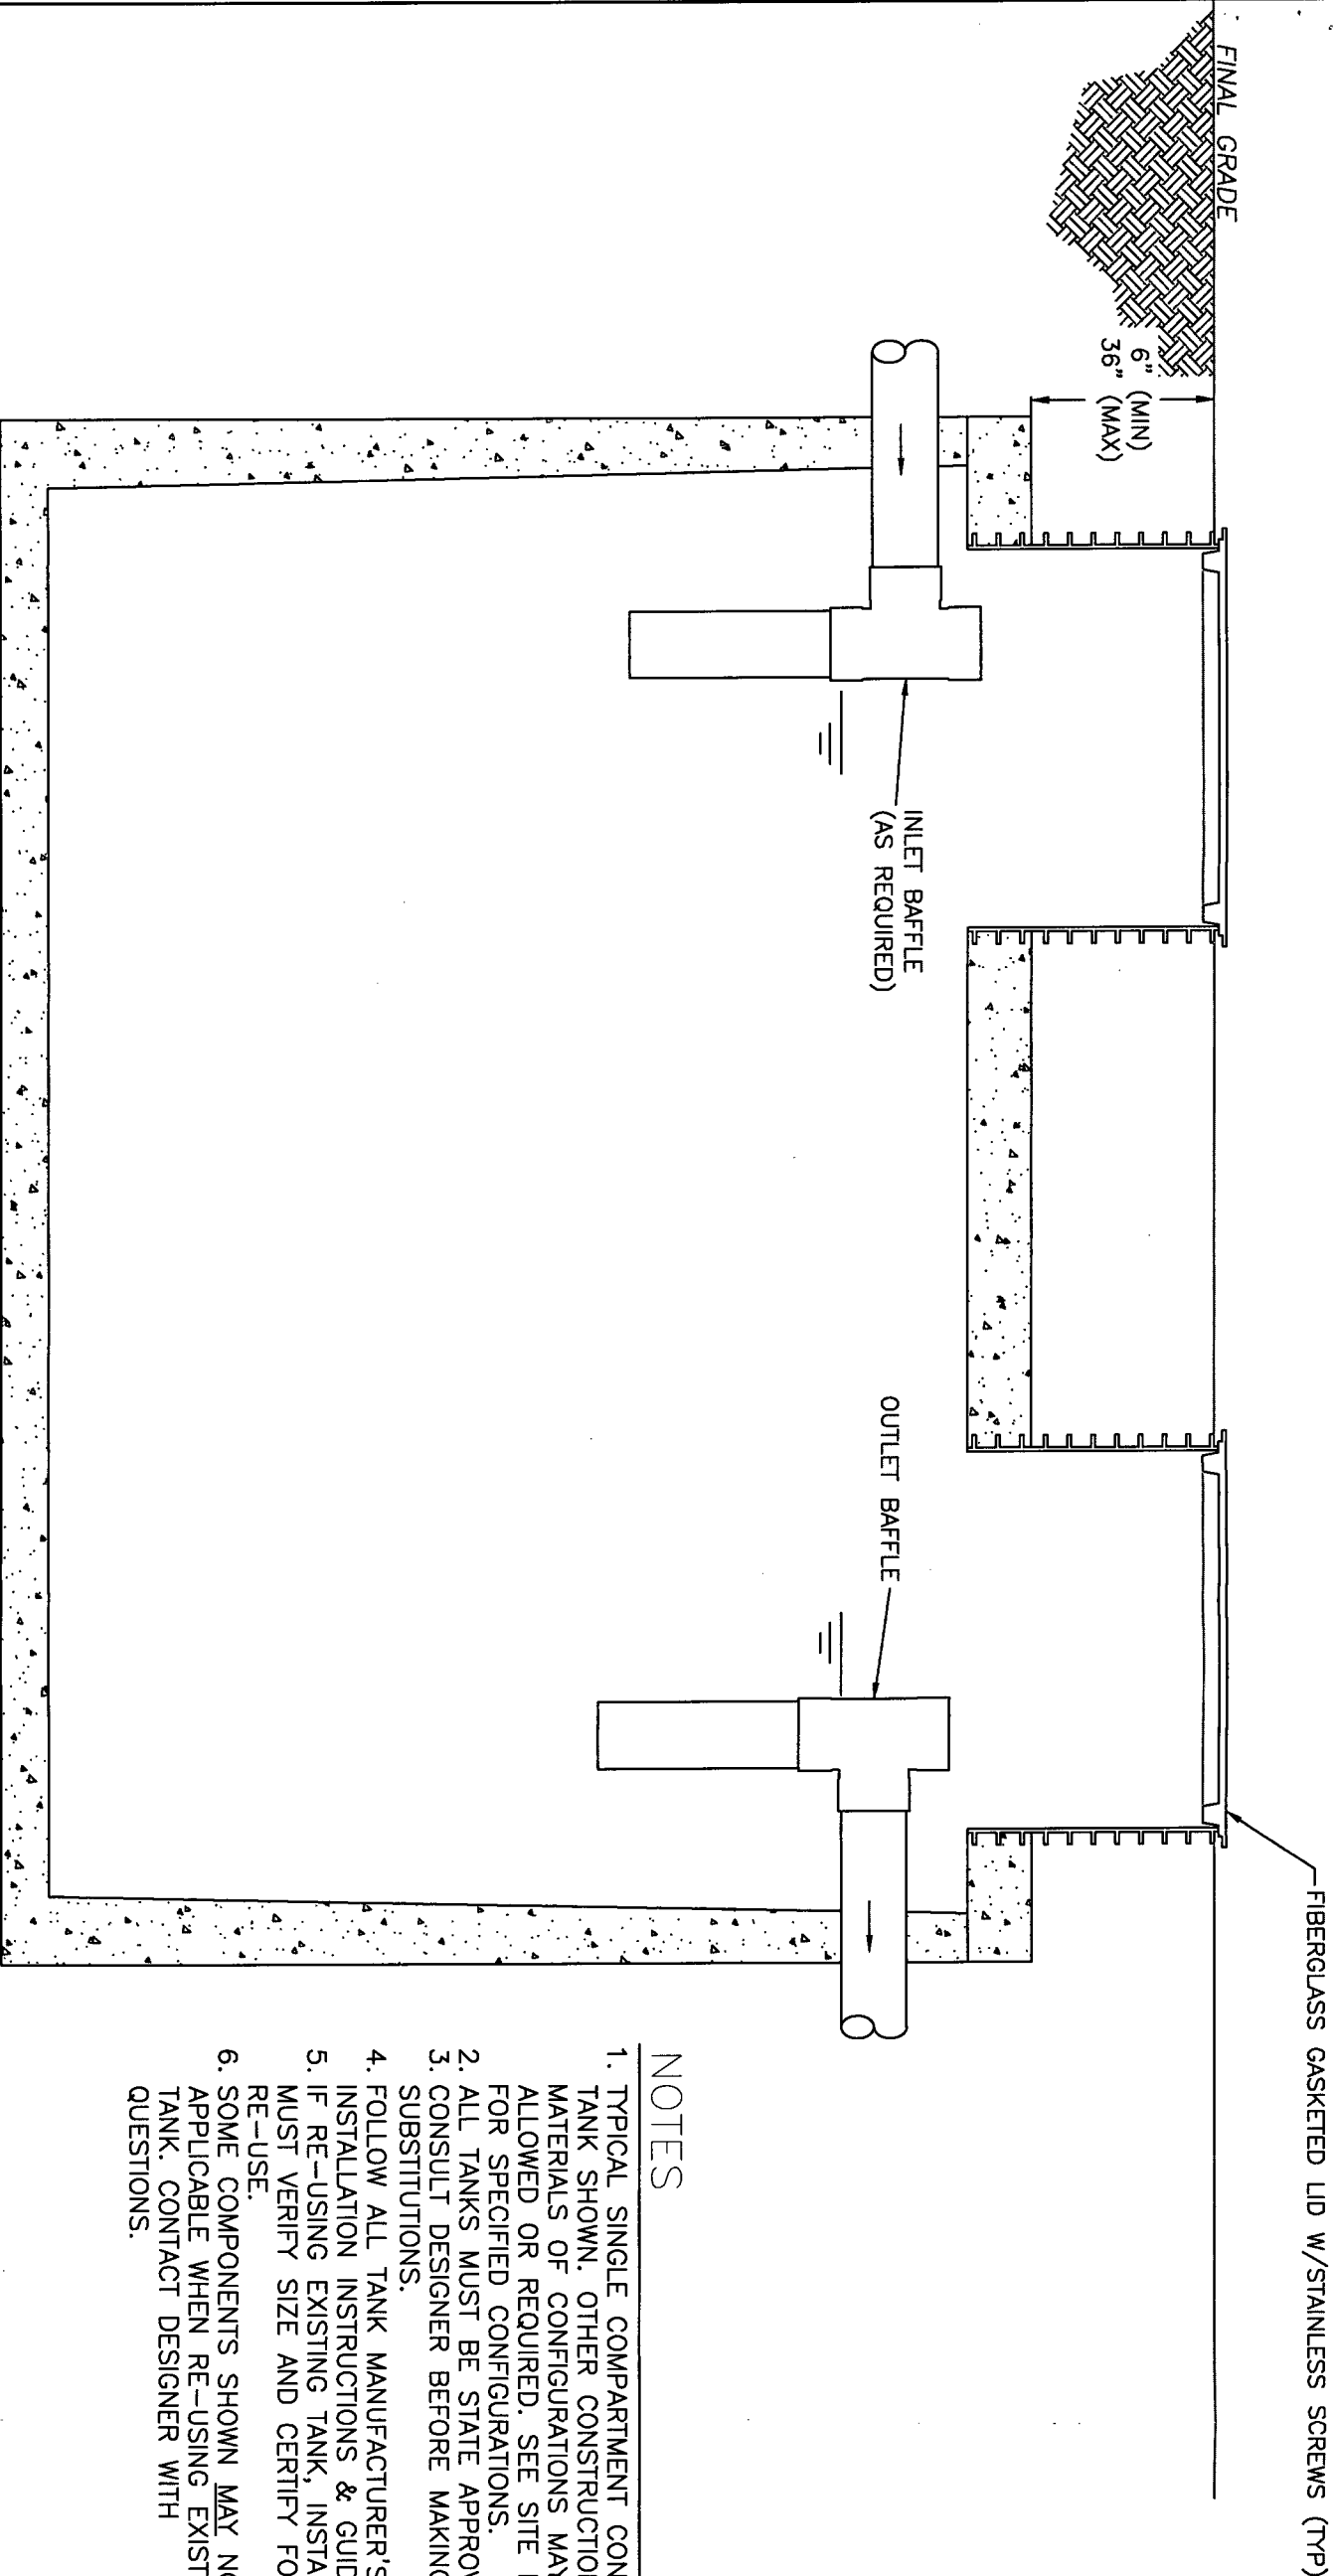 FIBERGLASS GASKETED LID W/STAINLESS SCREWS (TYP)
FINAL GRADE
6" (MIN)
36" (MAX)
INLET BAFFLE
(AS REQUIRED)
OUTLET BAFFLE
NOTES
1. TYPICAL SINGLE COMPARTMENT
TANK SHOWN. OTHER CONSTRUCTION
MATERIALS OF CONFIGURATIONS MAY
ALLOWED OR REQUIRED. SEE SITE
FOR SPECIFIED CONFIGURATIONS.
2. ALL TANKS MUST BE STATE
3. CONSULT DESIGNER BEFORE MAKING
SUBSTITUTIONS.
4. FOLLOW ALL TANK MANUFACTURER'S
INSTALLATION INSTRUCTIONS &
5. IF RE-USING EXISTING TANK,
MUST VERIFY SIZE AND CERTIFY
RE-USE.
6. SOME COMPONENTS SHOWN MAY
APPLICABLE WHEN RE-USING
TANK. CONTACT DESIGNER WITH
QUESTIONS.